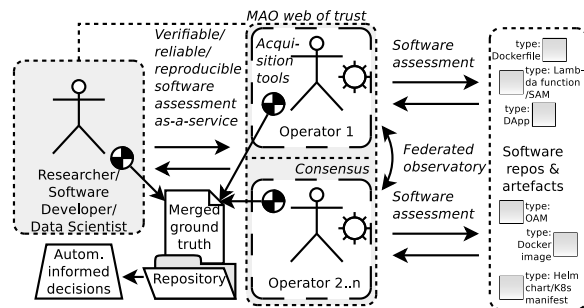 MAO web of trust
Verifiable/
reliable/
reproducible
software
assessment
as-a-service
Acqui-
sition
tools
Operator 1
Software
assessment
type:
Dockerfile
type: Lamb-
da function
/SAM
type:
DApp
Researcher/
Software
Developer/
Data Scientist
Consensus
Federated
observatory
Software
repos &
artefacts
Merged
ground
truth
Repository
Autom.
informed
decisions
Operator 2..n
Software
assessment
type:
OAM
type:
Docker
image
type: Helm
chart/K8s
manifest